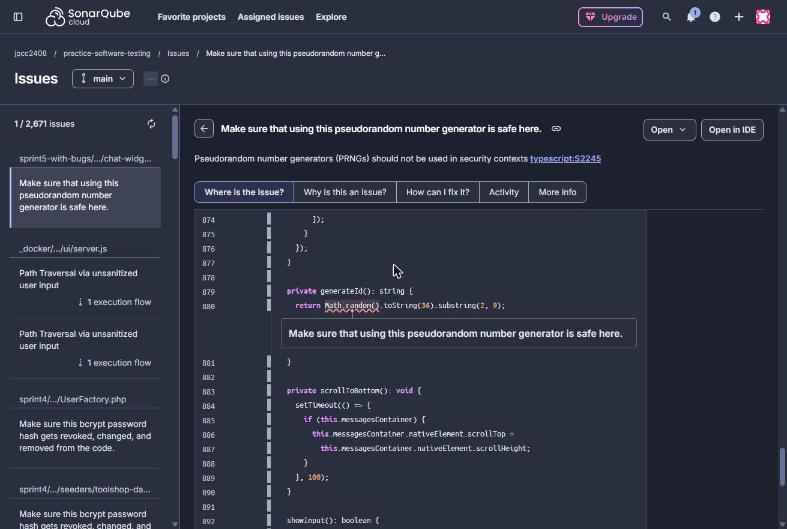 SonarQube cloud
Favorite projects Assigned issues Explore
Upgrade
1
jpcc2408 / practice-software-testing / Issues / Make sure that using this pseudorandom number g...
Issues
main
1 / 2,671 issues
sprint5-with-bugs/.../chat-widg...
Make sure that using this
pseudorandom number
generator is safe here.
_docker/.../ui/server.js
Path Traversal via unsanitized
user input
1 execution flow
Path Traversal via unsanitized
user input
1 execution flow
sprint4/.../UserFactory.php
Make sure this bcrypt password
hash gets revoked, changed, and
removed from the code.
sprint4/.../seeders/toolshop-da...
Make sure this bcrypt password
hash gets revoked, changed, and
Make sure that using this pseudorandom number generator is safe here.
Open
Open in IDE
Pseudorandom number generators (PRNGs) should not be used in security contexts typescript:S2245
Where is the issue? Why is this an issue? How can I fix it? Activity More info
874 ]);
875 }
876 });
877 }
878
879 private generateId(): string {
880 return Math.random().toString(36).substring(2, 9);
Make sure that using this pseudorandom number generator is safe here.
881 }
882
883 private scrollToBottom(): void {
884 setTimeout(() => {
885 if (this.messagesContainer) {
886 this.messagesContainer.nativeElement.scrollTop =
887 this.messagesContainer.nativeElement.scrollHeight;
888 }
889 }, 100);
890 }
891
892 showInput(): boolean {